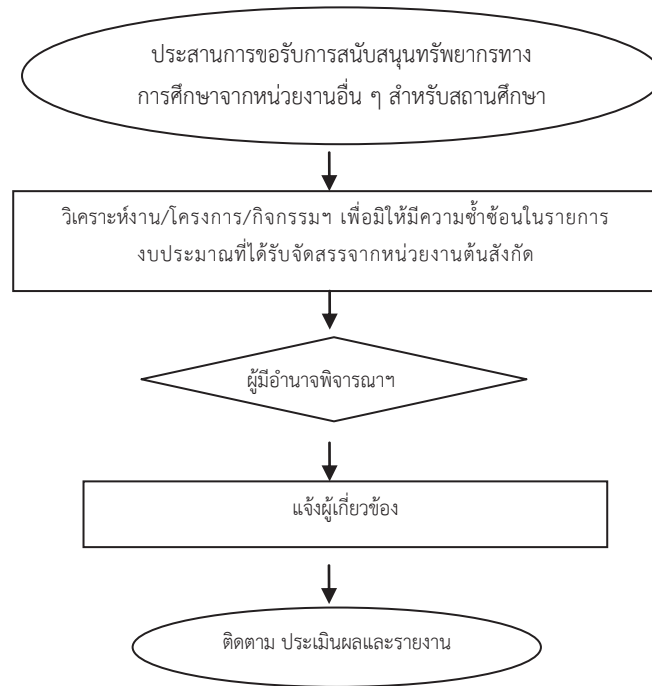 ประสานการขอรับการสนับสนุนทรัพยากรทาง
การศึกษาจากหน่วยงานอื่น ๆ สำหรับสถานศึกษา
วิเคราะห์งาน/โครงการ/กิจกรรมฯ เพื่อมิให้มีความซ้ำซ้อนในรายการ
งบประมาณที่ได้รับจัดสรรจากหน่วยงานต้นสังกัด
ผู้มีอำนาจพิจารณาฯ
แจ้งผู้เกี่ยวข้อง
ติดตาม ประเมินผลและรายงาน